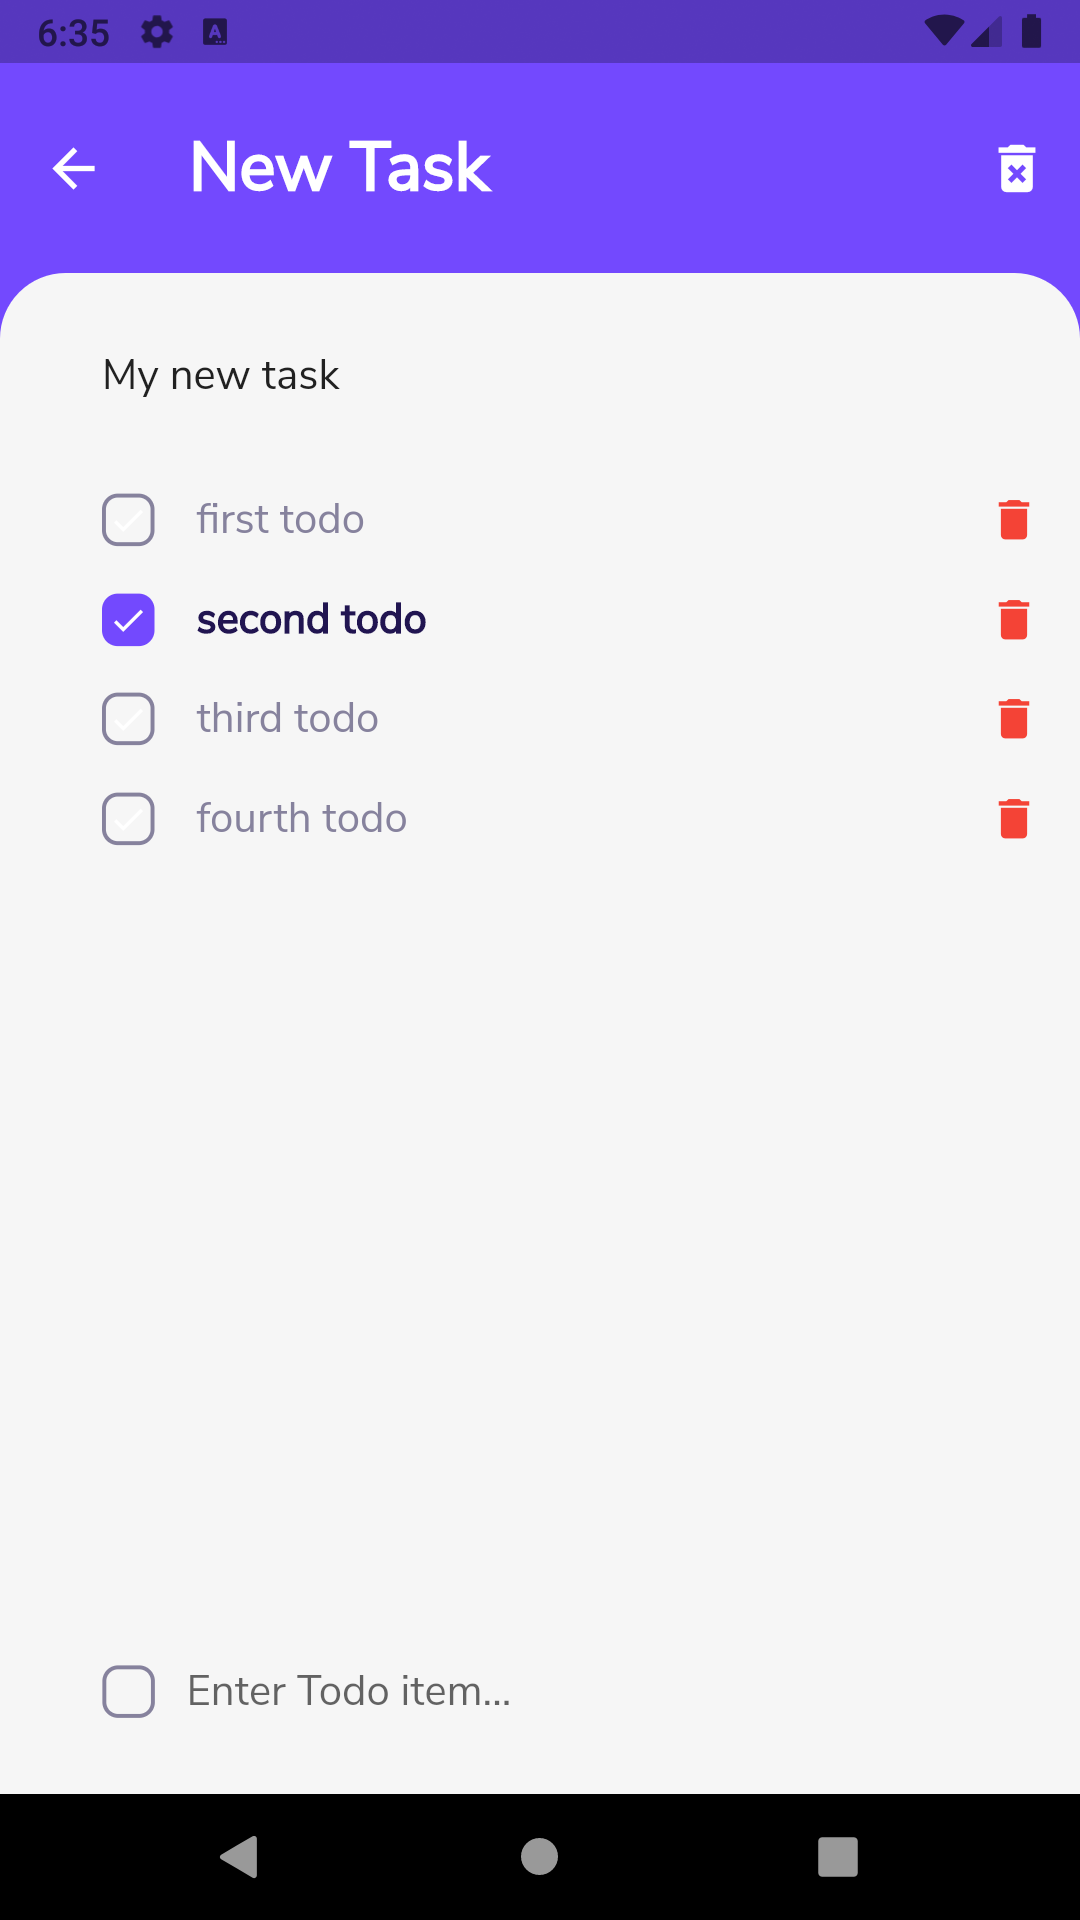 6:35
New Task
My new task
first todo
second todo
third todo
fourth todo
Enter Todo item...